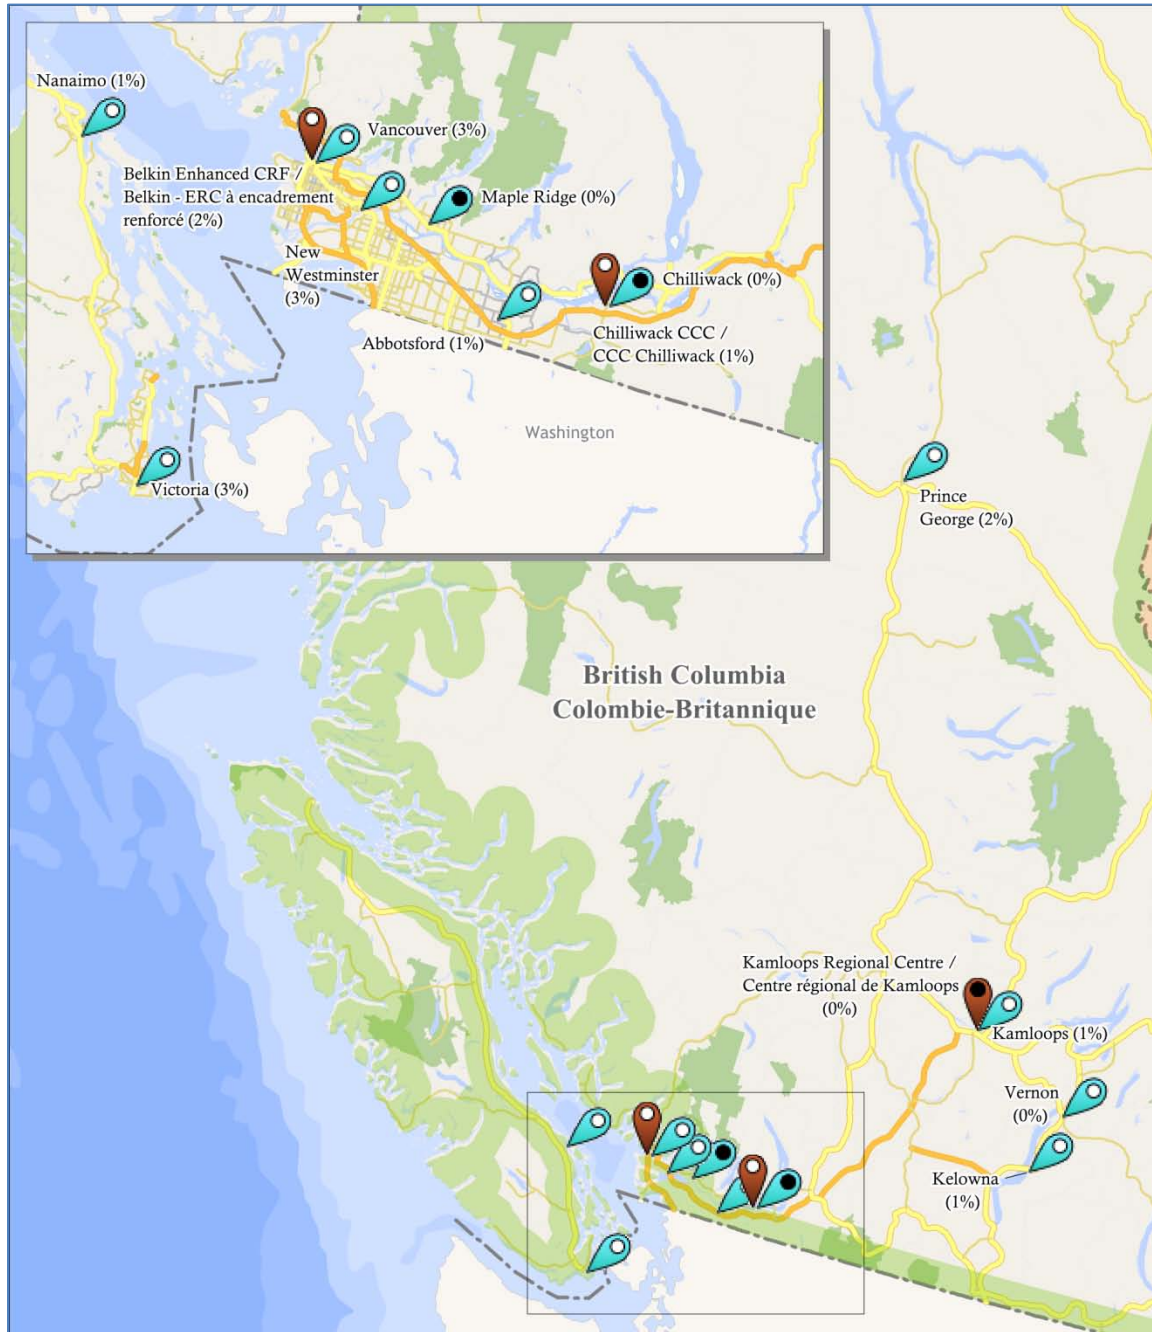 Nanaimo (1%)
Vancouver (3%)
Belkin Enhanced CRF /
Belkin - ERC à encadrement
renforcé (2%)
Maple Ridge (0%)
New
Westminster
(3%)
Chilliwack (0%)
Abbotsford (1%)
Chilliwack CCC /
CCC Chilliwack (1%)
Washington
Victoria (3%)
Prince
George (2%)
British Columbia
Colombie-Britannique
Kamloops Regional Centre /
Centre régional de Kamloops
(0%)
Kamloops (1%)
Vernon
(0%)
Kelowna
(1%)